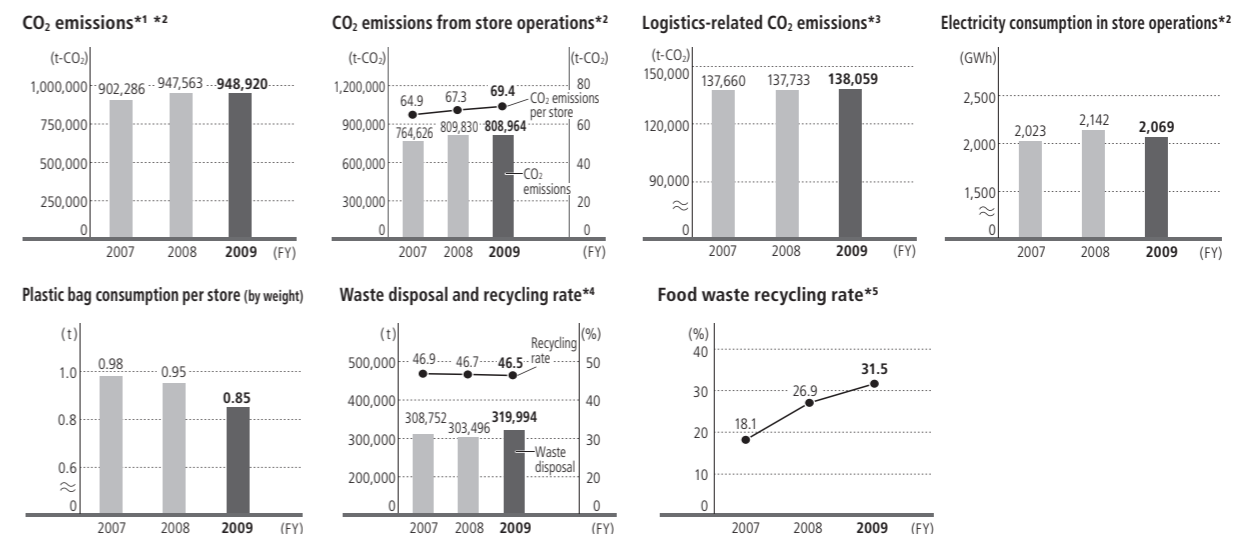 CO₂ emissions*1 *2
(t-CO₂)
1,000,000
750,000
500,000
250,000
0
902,286
947,563
948,920
2007 2008 2009 (FY)
CO₂ emissions from store operations*2
(t-CO₂)
(t-CO₂)
1,200,000
900,000
600,000
300,000
0
80
60
40
20
0
64.9
67.3
69.4
CO₂ emissions
per store
764,626
809,830
808,964
CO₂
emissions
2007 2008 2009 (FY)
Logistics-related CO₂ emissions*3
(t-CO₂)
150,000
120,000
90,000
0
137,660
137,733
138,059
2007 2008 2009 (FY)
Electricity consumption in store operations*2
(GWh)
2,500
2,000
1,500
0
2,023
2,142
2,069
2007 2008 2009 (FY)
Plastic bag consumption per store (by weight)
(t)
1.0
0.8
0.6
0
0.98
0.95
0.85
2007 2008 2009 (FY)
Waste disposal and recycling rate*4
(t)
(%)
500,000
400,000
300,000
200,000
0
50
40
30
20
0
46.9
46.7
46.5
Recycling
rate
308,752
303,496
319,994
Waste
disposal
2007 2008 2009 (FY)
Food waste recycling rate*5
(%)
40
30
20
10
0
18.1
26.9
31.5
2007 2008 2009 (FY)